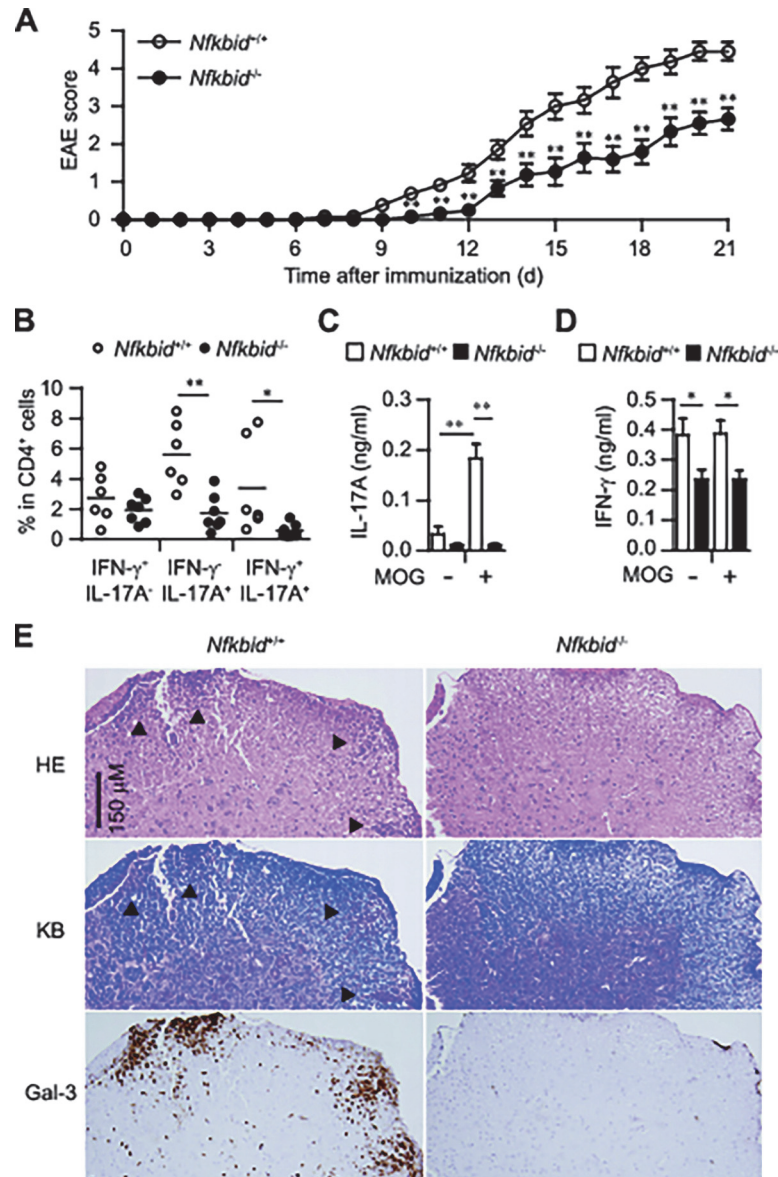 A
Nfkbid+/+
Nfkbid-/-
EAE score
5
4
3
2
1
0
** ** ** ** ** ** ** ** ** ** ** **
0 3 6 9 12 15 18 21
Time after immunization (d)
B
Nfkbid+/+ Nfkbid-/-
% in CD4+ cells
10
8
6
4
2
0
** *
IFN-γ+ IFN-γ- IFN-γ+
IL-17A- IL-17A+ IL-17A+
C
Nfkbid+/+ Nfkbid-/-
IL-17A (ng/ml)
0.3
0.2
0.1
0.0
** **
MOG - +
D
Nfkbid+/+ Nfkbid-/-
IFN-γ (ng/ml)
0.5
0.4
0.3
0.2
0.1
0.0
* *
MOG - +
E
Nfkbid+/+ Nfkbid-/-
HE
150 µM
KB
Gal-3